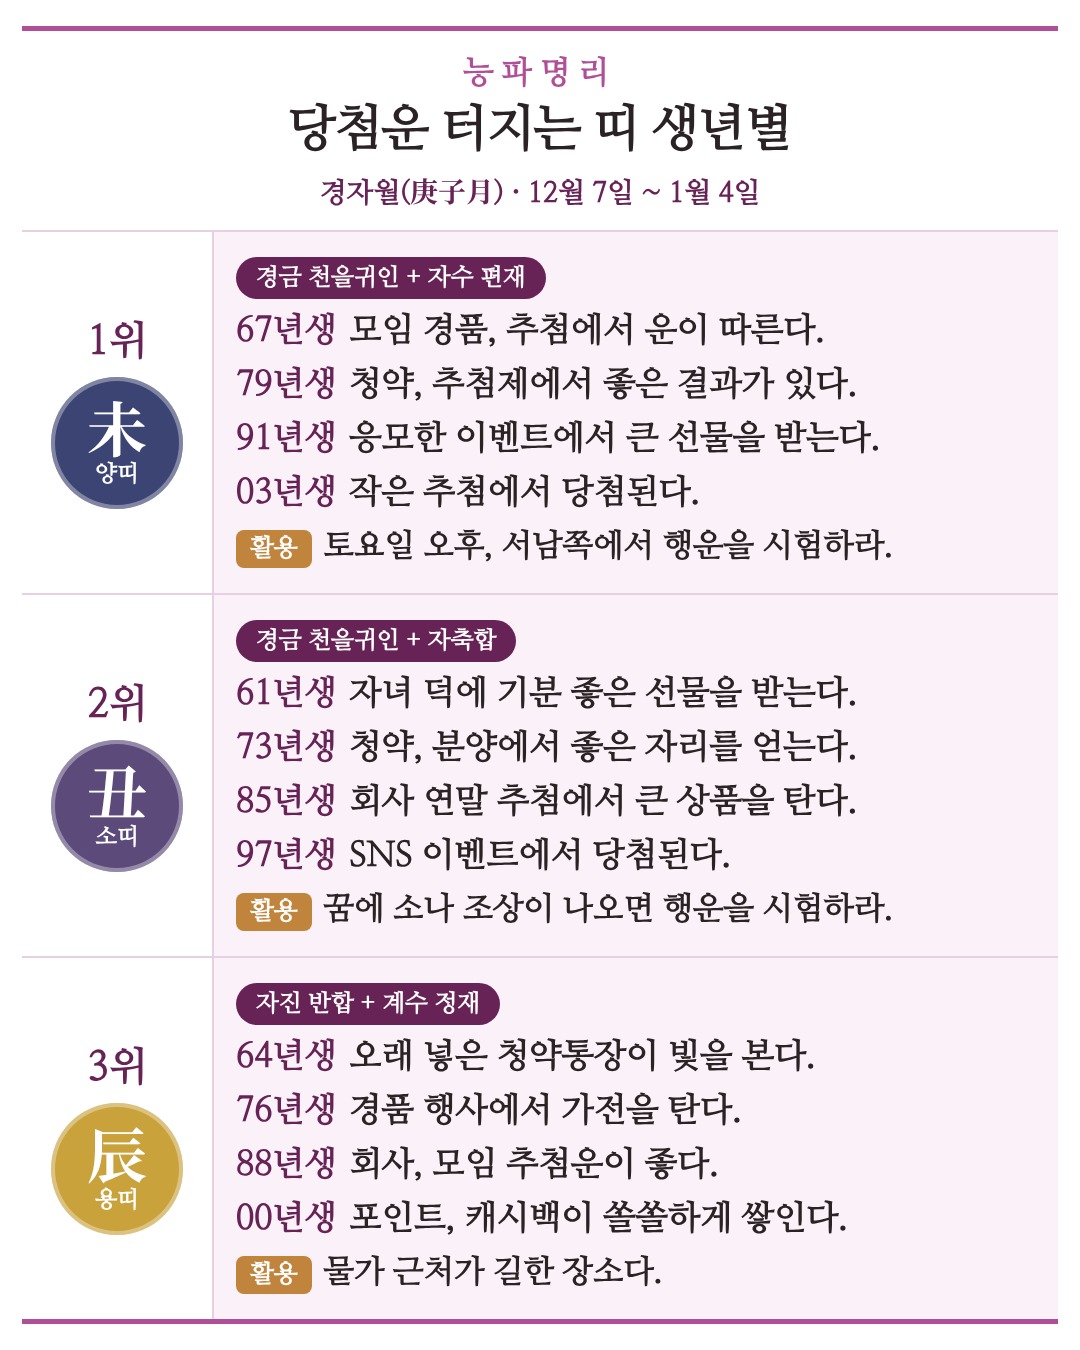 능파명리
당첨운 터지는 띠 생년별
경자월(庚子月) · 12월 7일 ~ 1월 4일
1위
未
양띠
경금 천을귀인 + 자수 편재
67년생 모임 경품, 추첨에서 운이 따른다.
79년생 청약, 추첨제에서 좋은 결과가 있다.
91년생 응모한 이벤트에서 큰 선물을 받는다.
03년생 작은 추첨에서 당첨된다.
활용 토요일 오후, 서남쪽에서 행운을 시험하라.
2위
丑
소띠
경금 천을귀인 + 자축합
61년생 자녀 덕에 기분 좋은 선물을 받는다.
73년생 청약, 분양에서 좋은 자리를 얻는다.
85년생 회사 연말 추첨에서 큰 상품을 탄다.
97년생 SNS 이벤트에서 당첨된다.
활용 꿈에 소나 조상이 나오면 행운을 시험하라.
3위
辰
용띠
자진 반합 + 계수 정재
64년생 오래 넣은 청약통장이 빛을 본다.
76년생 경품 행사에서 가전을 탄다.
88년생 회사, 모임 추첨운이 좋다.
00년생 포인트, 캐시백이 쏠쏠하게 쌓인다.
활용 물가 근처가 길한 장소다.